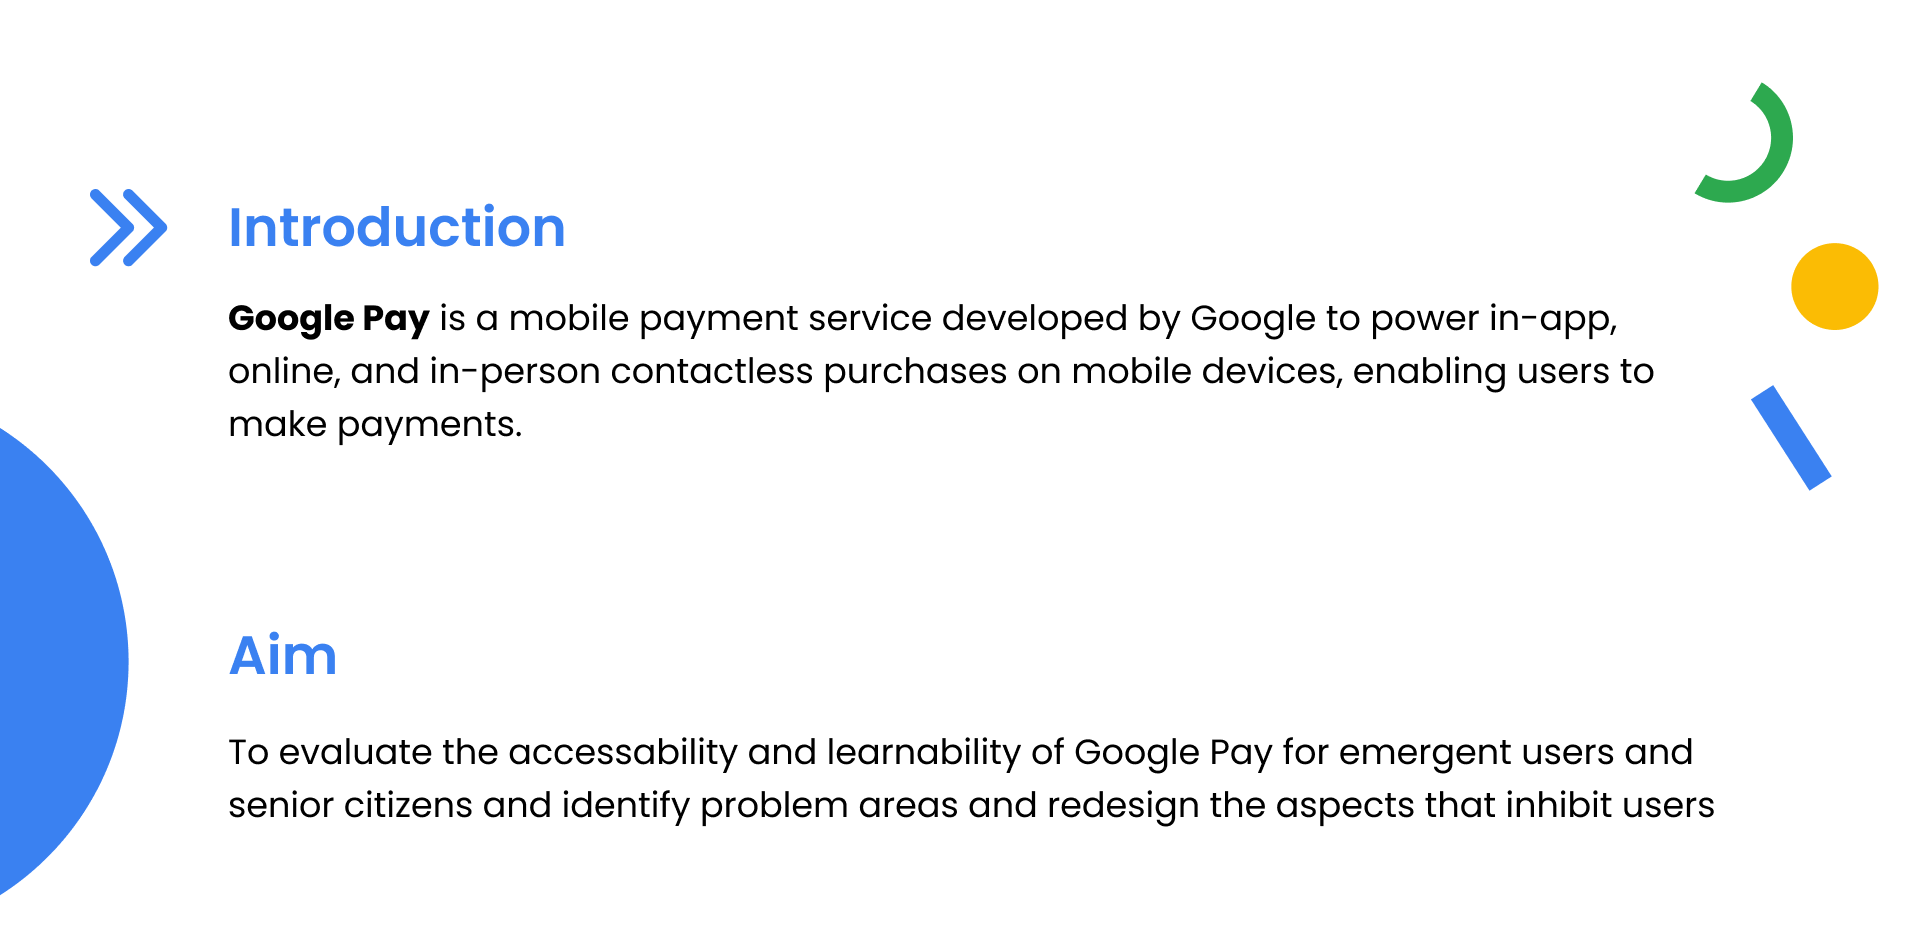 Introduction
Google Pay is a mobile payment service developed by Google to power in-app,
online, and in-person contactless purchases on mobile devices, enabling users to
make payments.
Aim
To evaluate the accessability and learnability of Google Pay for emergent users and
senior citizens and identify problem areas and redesign the aspects that inhibit users